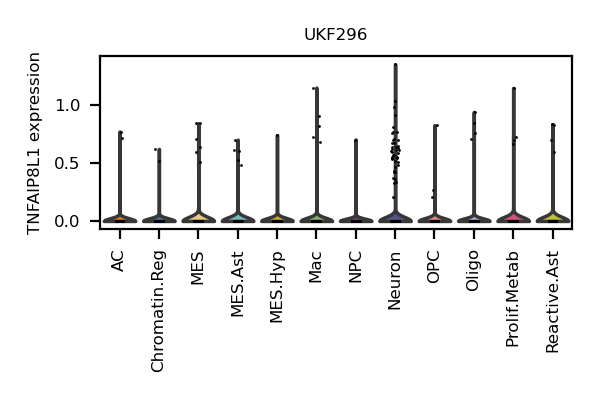 UKF296
TNFAIP8L1 expression
1.0
0.5
0.0
AC
Chromatin.Reg
MES
MES.Ast
MES.Hyp
Mac
NPC
Neuron
OPC
Oligo
Prolif.Metab
Reactive.Ast